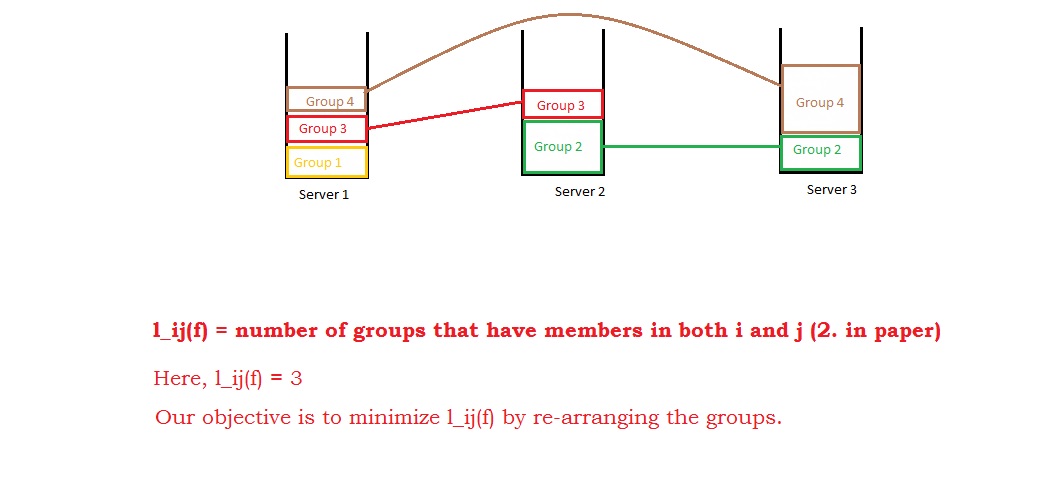 Group 4
Group 3
Group 1
Server 1
Group 3
Group 2
Server 2
Group 4
Group 2
Server 3
l_ij(f) = number of groups that have members in both i and j (2. in paper)
Here, l_ij(f) = 3
Our objective is to minimize l_ij(f) by re-arranging the groups.